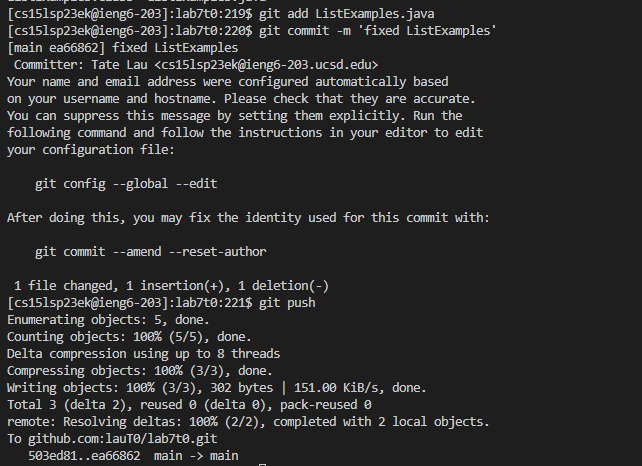 [cs15lsp23ek@ieng6-203]:lab7t0:219$ git add ListExamples.java
[cs15lsp23ek@ieng6-203]:lab7t0:220$ git commit -m 'fixed ListExamples'
[main ea66862] fixed ListExamples
 Committer: Tate Lau <cs15lsp23ek@ieng6-203.ucsd.edu>
Your name and email address were configured automatically based
on your username and hostname. Please check that they are accurate.
You can suppress this message by setting them explicitly. Run the
following command and follow the instructions in your editor to edit
your configuration file:
    git config --global --edit
After doing this, you may fix the identity used for this commit with:
    git commit --amend --reset-author
 1 file changed, 1 insertion(+), 1 deletion(-)
[cs15lsp23ek@ieng6-203]:lab7t0:221$ git push
Enumerating objects: 5, done.
Counting objects: 100% (5/5), done.
Delta compression using up to 8 threads
Compressing objects: 100% (3/3), done.
Writing objects: 100% (3/3), 302 bytes | 151.00 KiB/s, done.
Total 3 (delta 2), reused 0 (delta 0), pack-reused 0
remote: Resolving deltas: 100% (2/2), completed with 2 local objects.
To github.com:lauT0/lab7t0.git
   503ed81..ea66862  main -> main